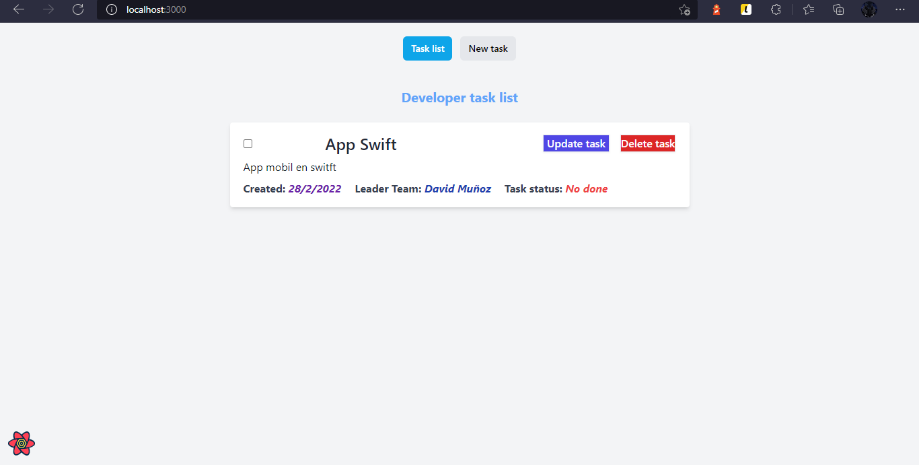 localhost:3000
Task list New task
Developer task list
App Swift Update task Delete task
App mobil en switft
Created: 28/2/2022 Leader Team: David Muñoz Task status: No done